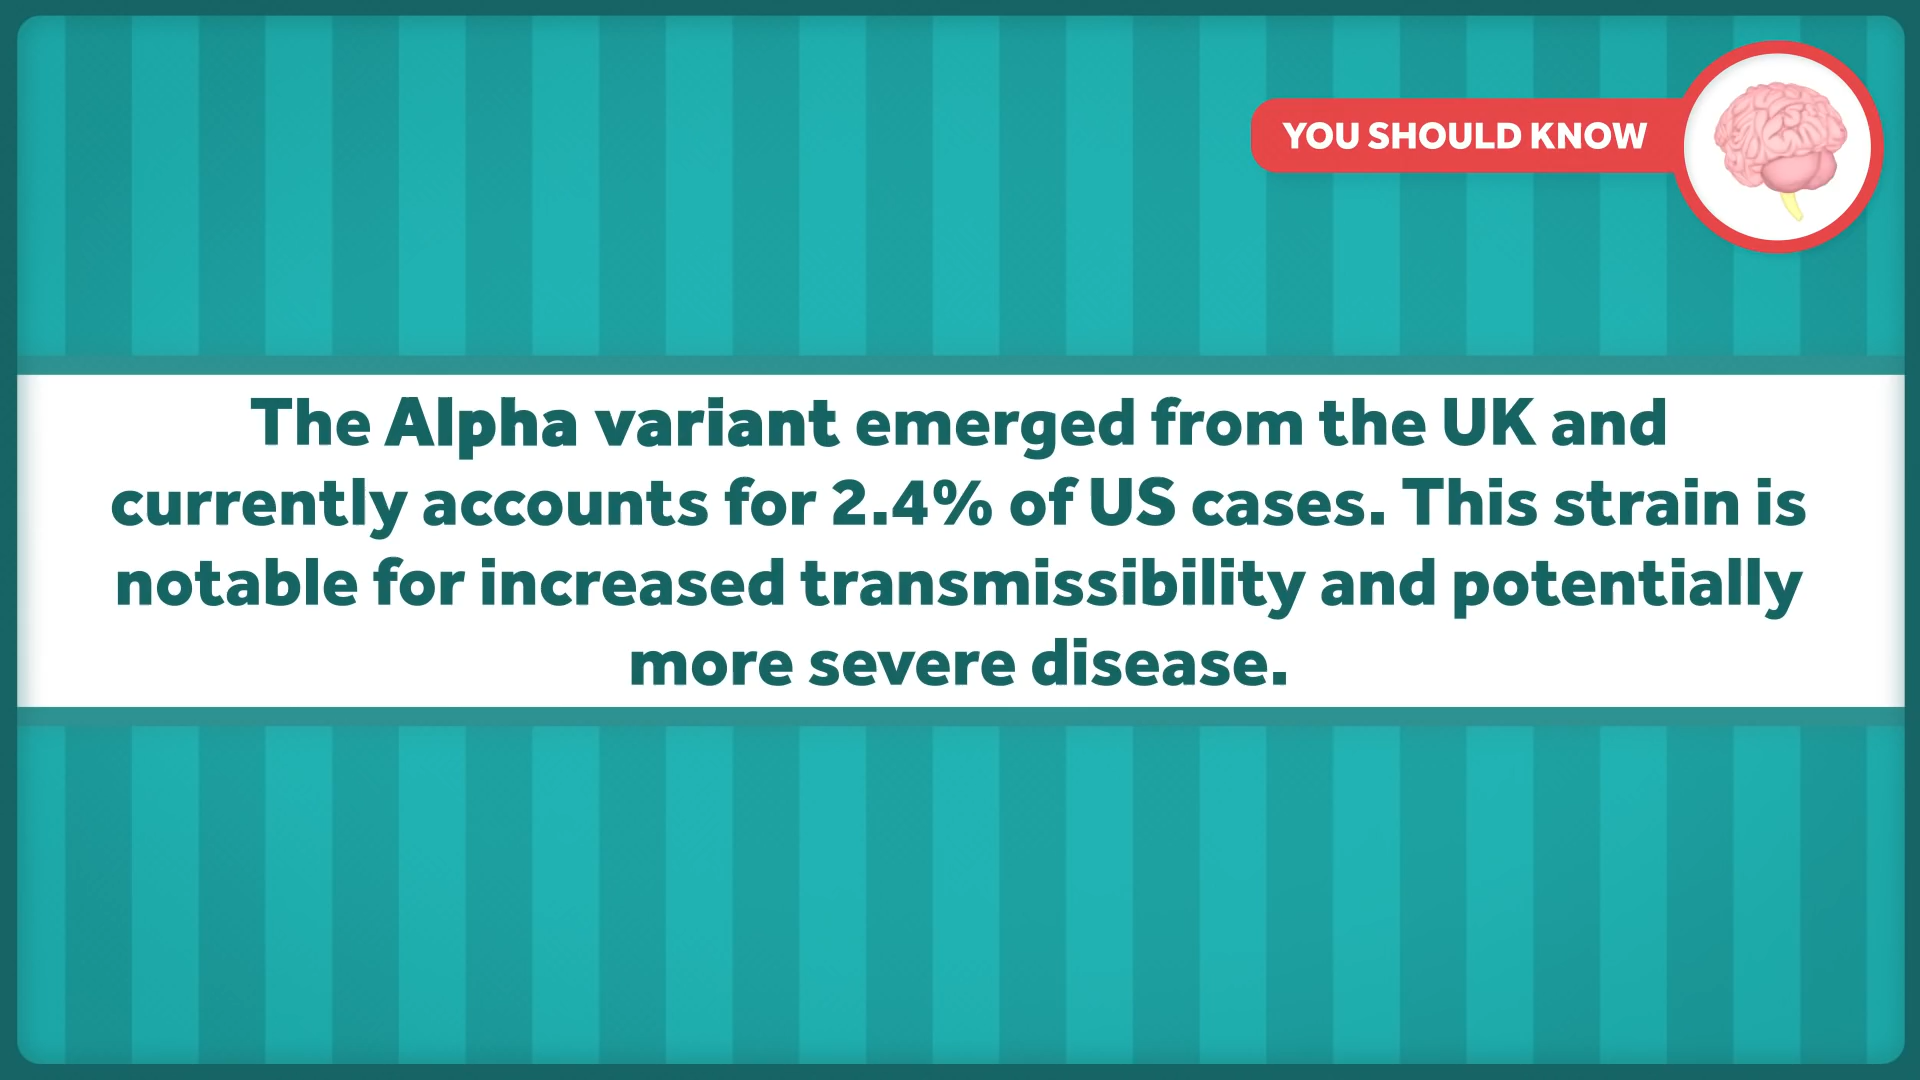 YOU SHOULD KNOW
The Alpha variant emerged from the UK and
currently accounts for 2.4% of US cases. This strain is
notable for increased transmissibility and potentially
more severe disease.